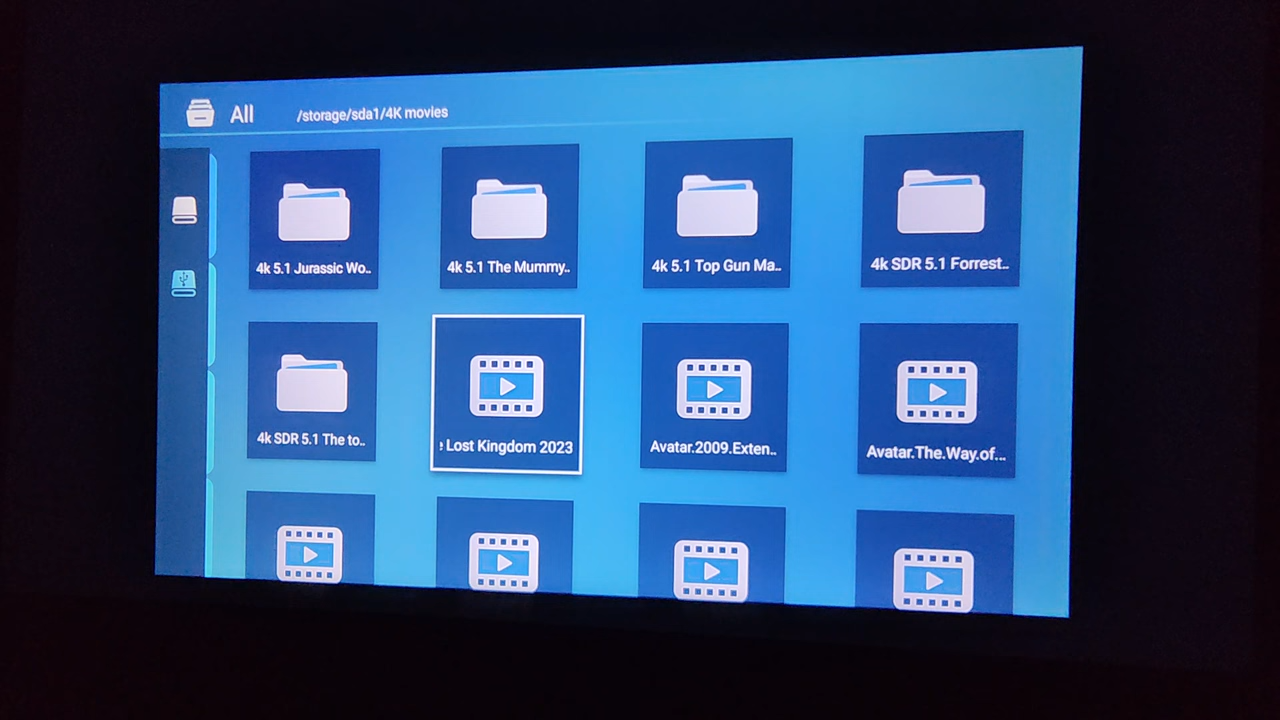 All
/storage/sda1/4K movies
4k 5.1 Jurassic Wo..
4k 5.1 The Mummy..
4k 5.1 Top Gun Ma..
4k SDR 5.1 Forrest..
4k SDR 5.1 The to..
Lost Kingdom 2023
Avatar.2009.Exten..
Avatar.The.Way.of...